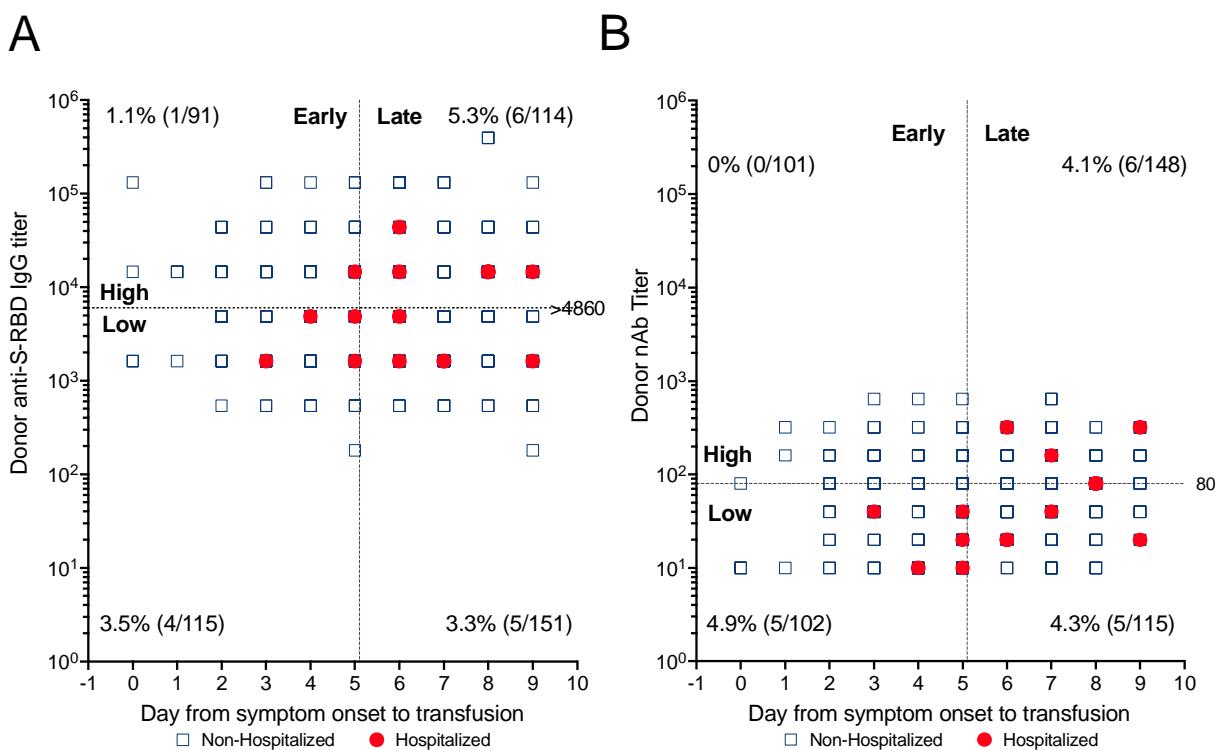 A
Donor anti-S-RBD IgG titer
10⁶
10⁵
10⁴
10³
10²
10¹
10⁰
1.1% (1/91)
Early
Late
5.3% (6/114)
High
Low
>4860
3.5% (4/115)
3.3% (5/151)
-1 0 1 2 3 4 5 6 7 8 9 10
Day from symptom onset to transfusion
Non-Hospitalized Hospitalized
B
Donor nAb Titer
10⁶
10⁵
10⁴
10³
10²
10¹
10⁰
Early
Late
0% (0/101)
4.1% (6/148)
High
Low
80
4.9% (5/102)
4.3% (5/115)
-1 0 1 2 3 4 5 6 7 8 9 10
Day from symptom onset to transfusion
Non-Hospitalized Hospitalized